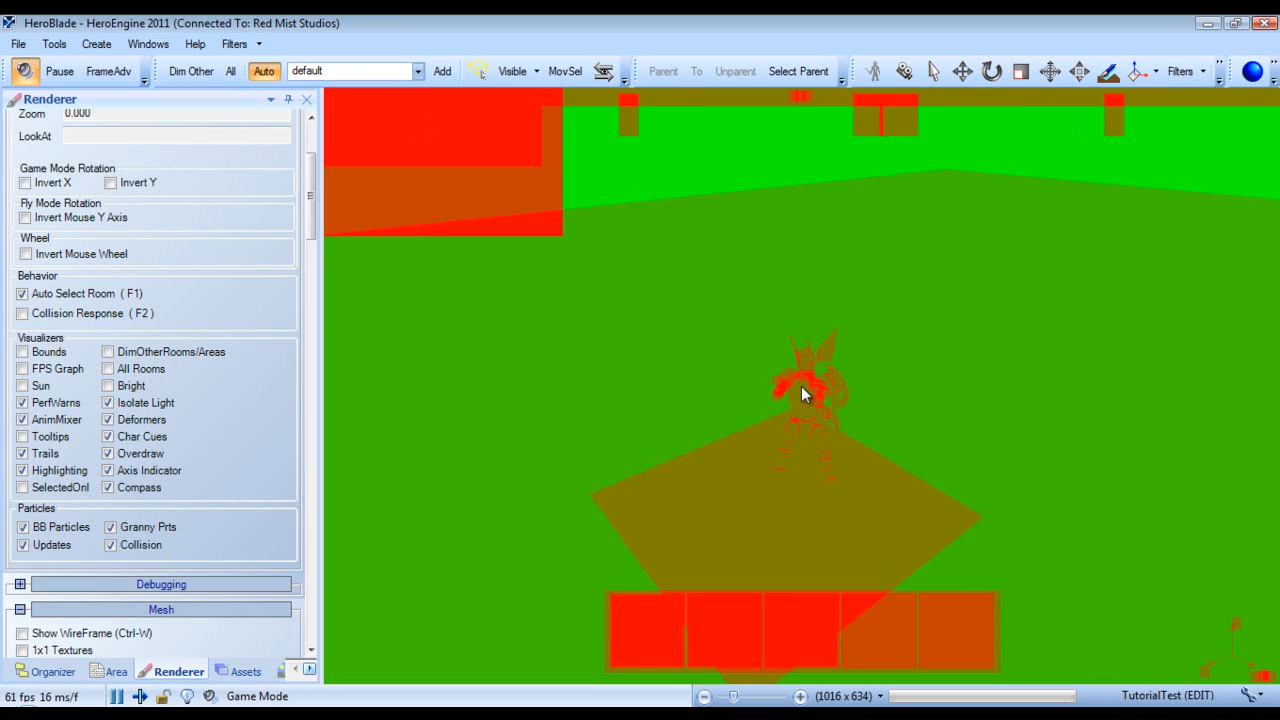 HeroBlade - HeroEngine 2011 (Connected To: Red Mist Studios)
File Tools Create Windows Help Filters
Pause FrameAdv Dim Other All Auto default Add Visible MovSel Parent To Unparent Select Parent Filters
Renderer
Zoom 0.000
LookAt
Game Mode Rotation
Invert X Invert Y
Fly Mode Rotation
Invert Mouse Y Axis
Wheel
Invert Mouse Wheel
Behavior
Auto Select Room ( F1)
Collision Response ( F2 )
Visualizers
Bounds DimOtherRooms/Areas
FPS Graph All Rooms
Sun Bright
PerfWarns Isolate Light
AnimMixer Deformers
Tooltips Char Cues
Trails Overdraw
Highlighting Axis Indicator
SelectedOnl Compass
Particles
BB Particles Granny Prts
Updates Collision
Debugging
Mesh
Show WireFrame (Ctrl-W)
1x1 Textures
Organizer Area Renderer Assets
61 fps 16 ms/f Game Mode (1016 x 634) TutorialTest (EDIT)